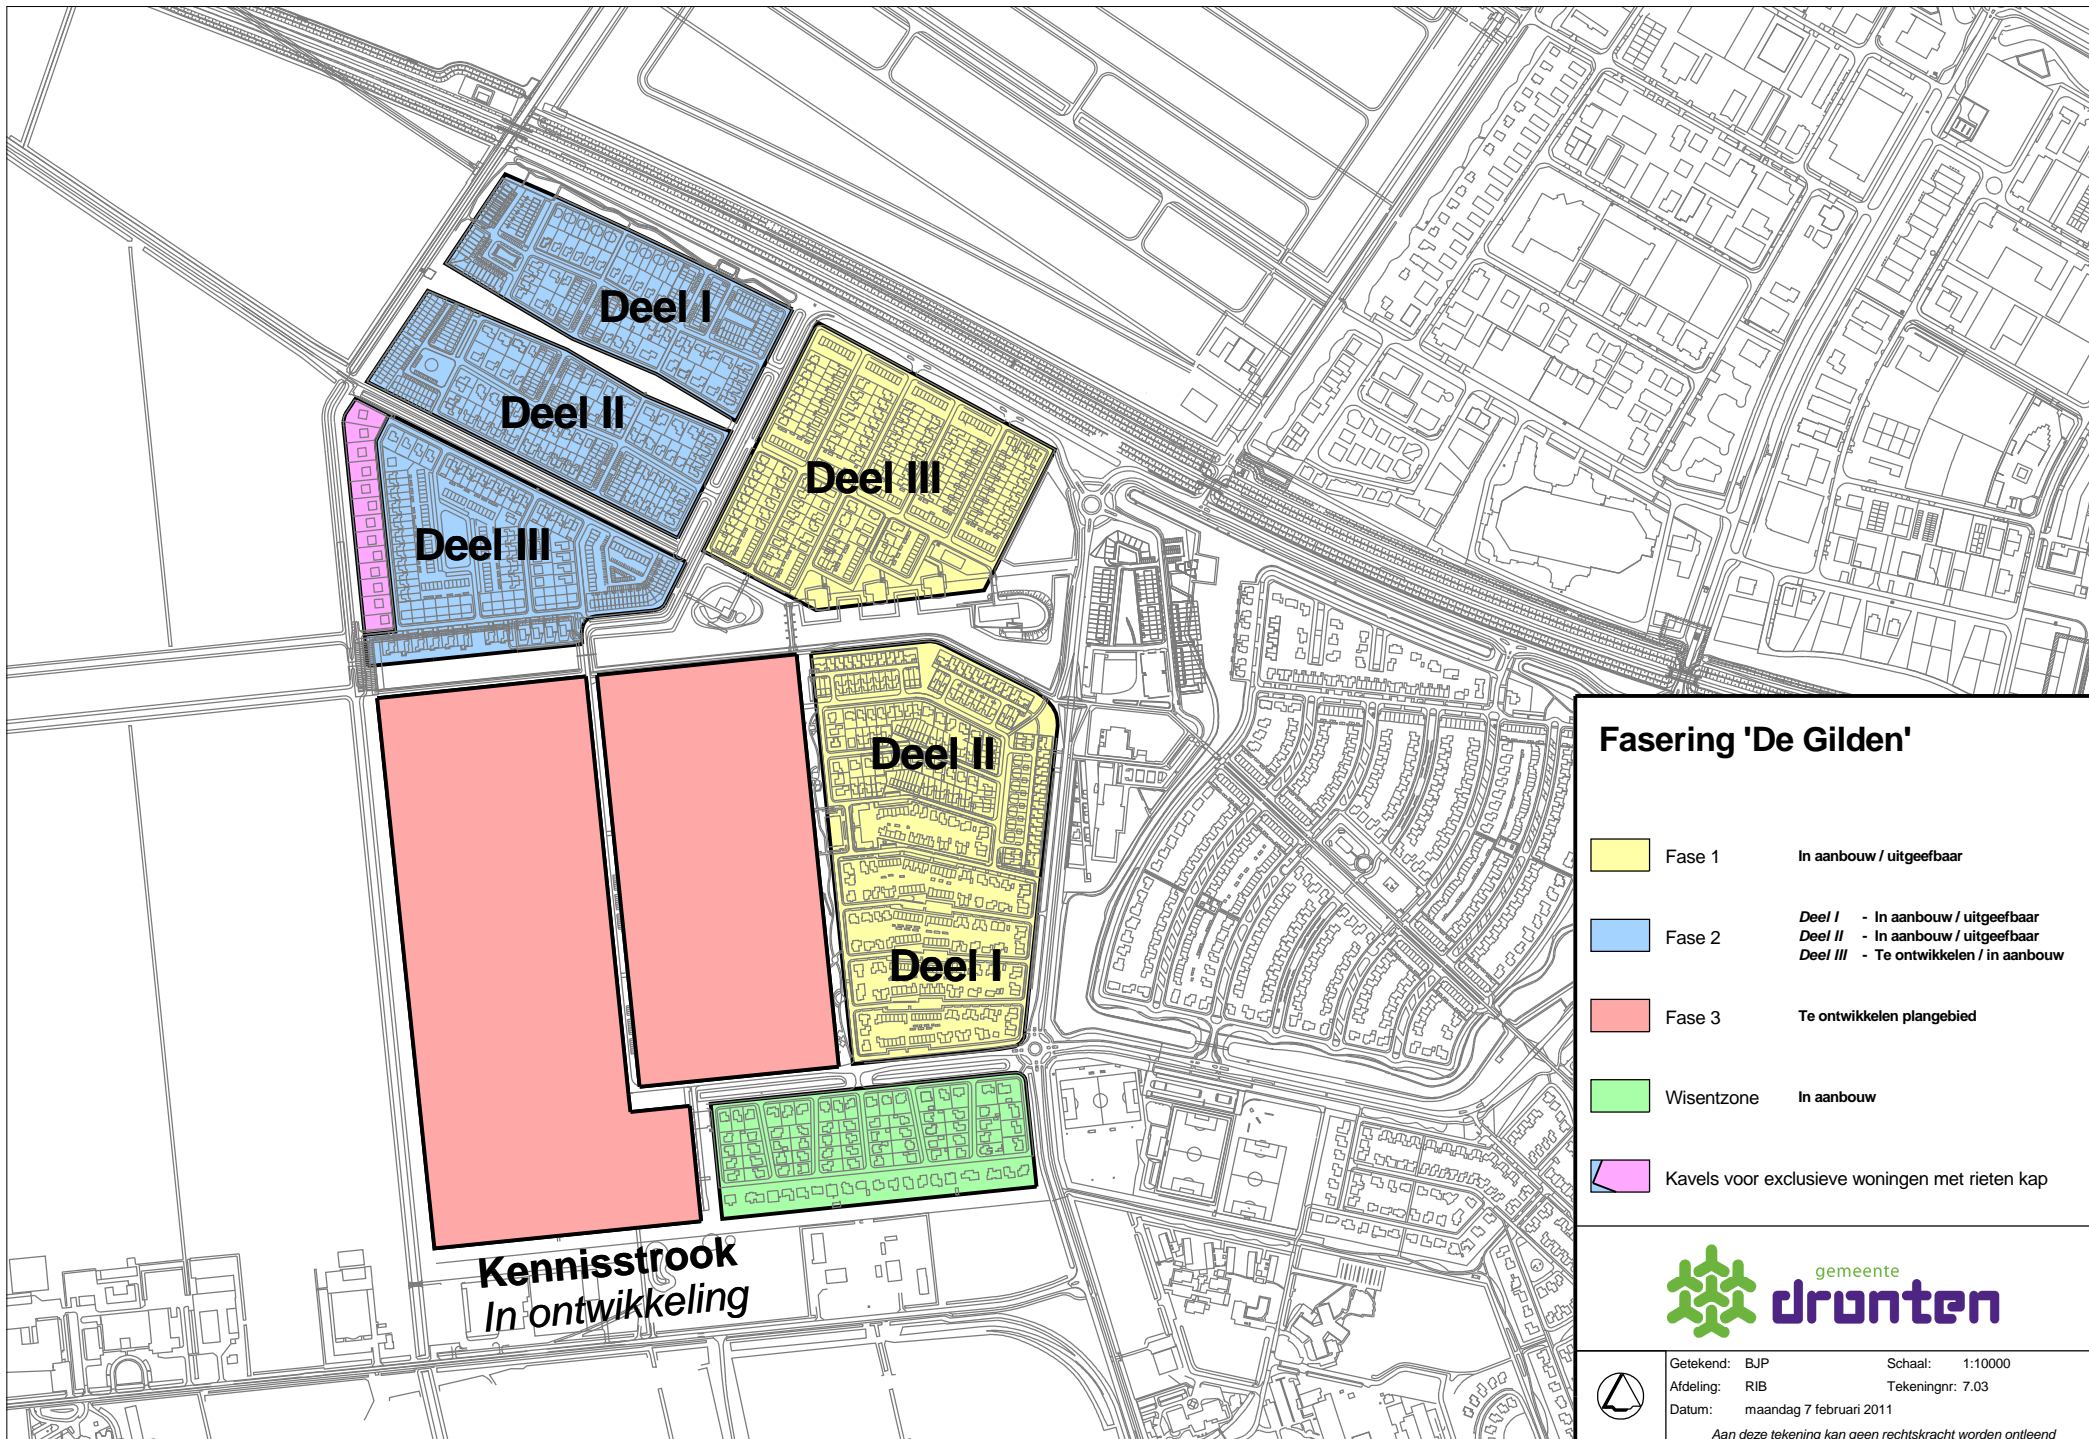 Deel I
Deel II
Deel III
Deel III
Deel II
Deel I
Kennisstrook
In ontwikkeling
Fasering 'De Gilden'
Fase 1 In aanbouw / uitgeefbaar
Fase 2
Deel I - In aanbouw / uitgeefbaar
Deel II - In aanbouw / uitgeefbaar
Deel III - Te ontwikkelen / in aanbouw
Fase 3 Te ontwikkelen plangebied
Wisentzone In aanbouw
Kavels voor exclusieve woningen met rieten kap
gemeente
dronten
Getekend: BJP Schaal: 1:10000
Afdeling: RIB Tekeningnr: 7.03
Datum: maandag 7 februari 2011
Aan deze tekening kan geen rechtskracht worden ontleend